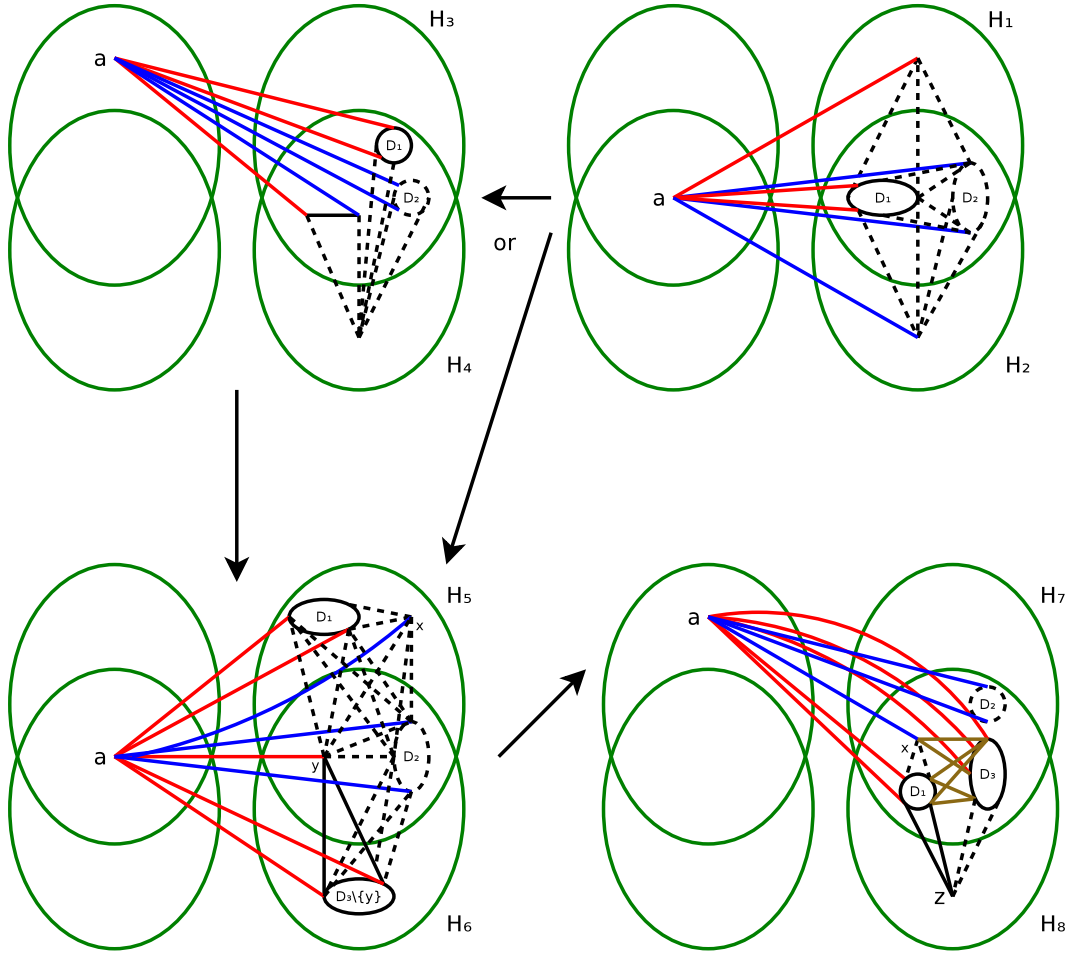 H₃
a
D₁
D₂
H₄
H₁
a
D₁
D₂
H₂
or
H₅
D₁
x
a
y
D₂
D₃\{y}
H₆
H₇
a
D₂
x
D₃
D₁
z
H₈